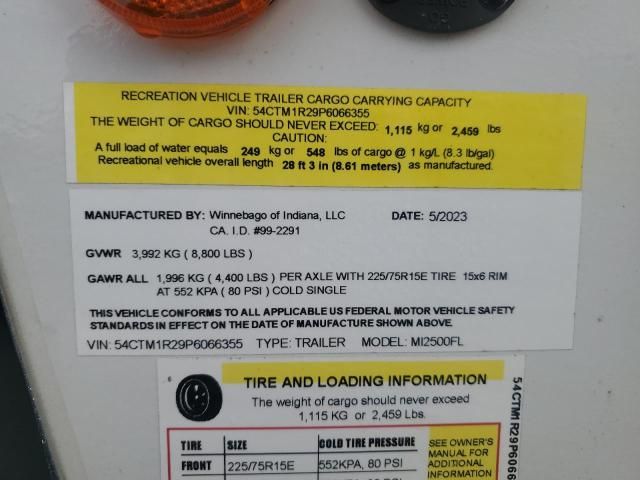 RECREATION VEHICLE TRAILER CARGO CARRYING CAPACITY
VIN: 54CTM1R29P6066355
THE WEIGHT OF CARGO SHOULD NEVER EXCEED: 1,115 kg or 2,459 lbs
CAUTION:
A full load of water equals 249 kg or 548 lbs of cargo @ 1 kg/L (8.3 lb/gal)
Recreational vehicle overall length 28 ft 3 in (8.61 meters) as manufactured.
MANUFACTURED BY: Winnebago of Indiana, LLC DATE: 5/2023
CA. I.D. #99-2291
GVWR 3,992 KG ( 8,800 LBS )
GAWR ALL 1,996 KG ( 4,400 LBS ) PER AXLE WITH 225/75R15E TIRE 15x6 RIM
AT 552 KPA ( 80 PSI ) COLD SINGLE
THIS VEHICLE CONFORMS TO ALL APPLICABLE US FEDERAL MOTOR VEHICLE SAFETY
STANDARDS IN EFFECT ON THE DATE OF MANUFACTURE SHOWN ABOVE.
VIN: 54CTM1R29P6066355 TYPE: TRAILER MODEL: MI2500FL
TIRE AND LOADING INFORMATION
The weight of cargo should never exceed
1,115 KG or 2,459 Lbs.
TIRE SIZE COLD TIRE PRESSURE
FRONT 225/75R15E 552KPA, 80 PSI
SEE OWNER'S
MANUAL FOR
ADDITIONAL
INFORMATION
54CTM1R29P6066